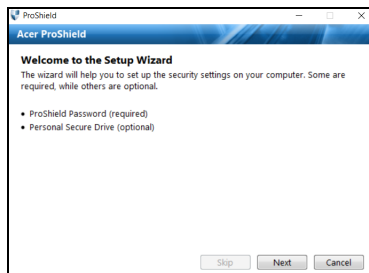 ProShield
Acer ProShield
Welcome to the Setup Wizard
The wizard will help you to set up the security settings on your computer. Some are
required, while others are optional.
• ProShield Password (required)
• Personal Secure Drive (optional)
Skip Next Cancel